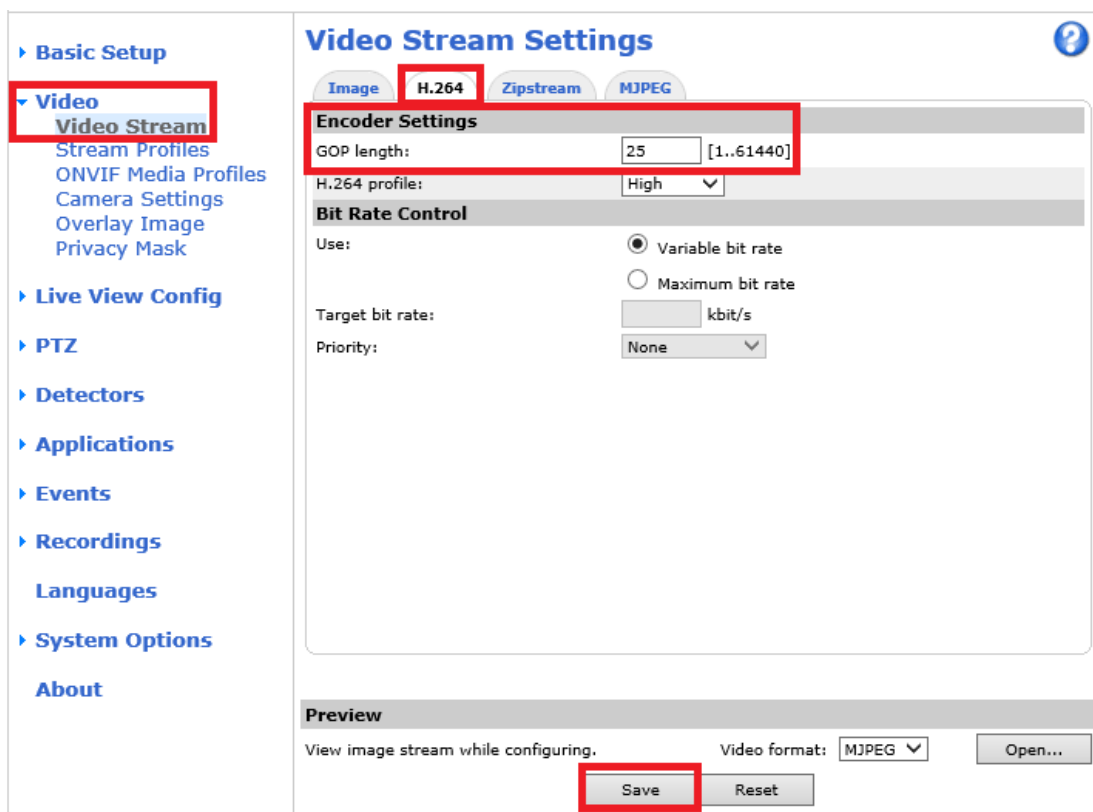 Basic Setup
Video
Video Stream
Stream Profiles
ONVIF Media Profiles
Camera Settings
Overlay Image
Privacy Mask
Live View Config
PTZ
Detectors
Applications
Events
Recordings
Languages
System Options
About
Video Stream Settings ?
Image H.264 Zipstream MJPEG
Encoder Settings
GOP length: 25 [1..61440]
H.264 profile: High
Bit Rate Control
Use: Variable bit rate
Maximum bit rate
Target bit rate: kbit/s
Priority: None
Preview
View image stream while configuring. Video format: MJPEG Open...
Save Reset